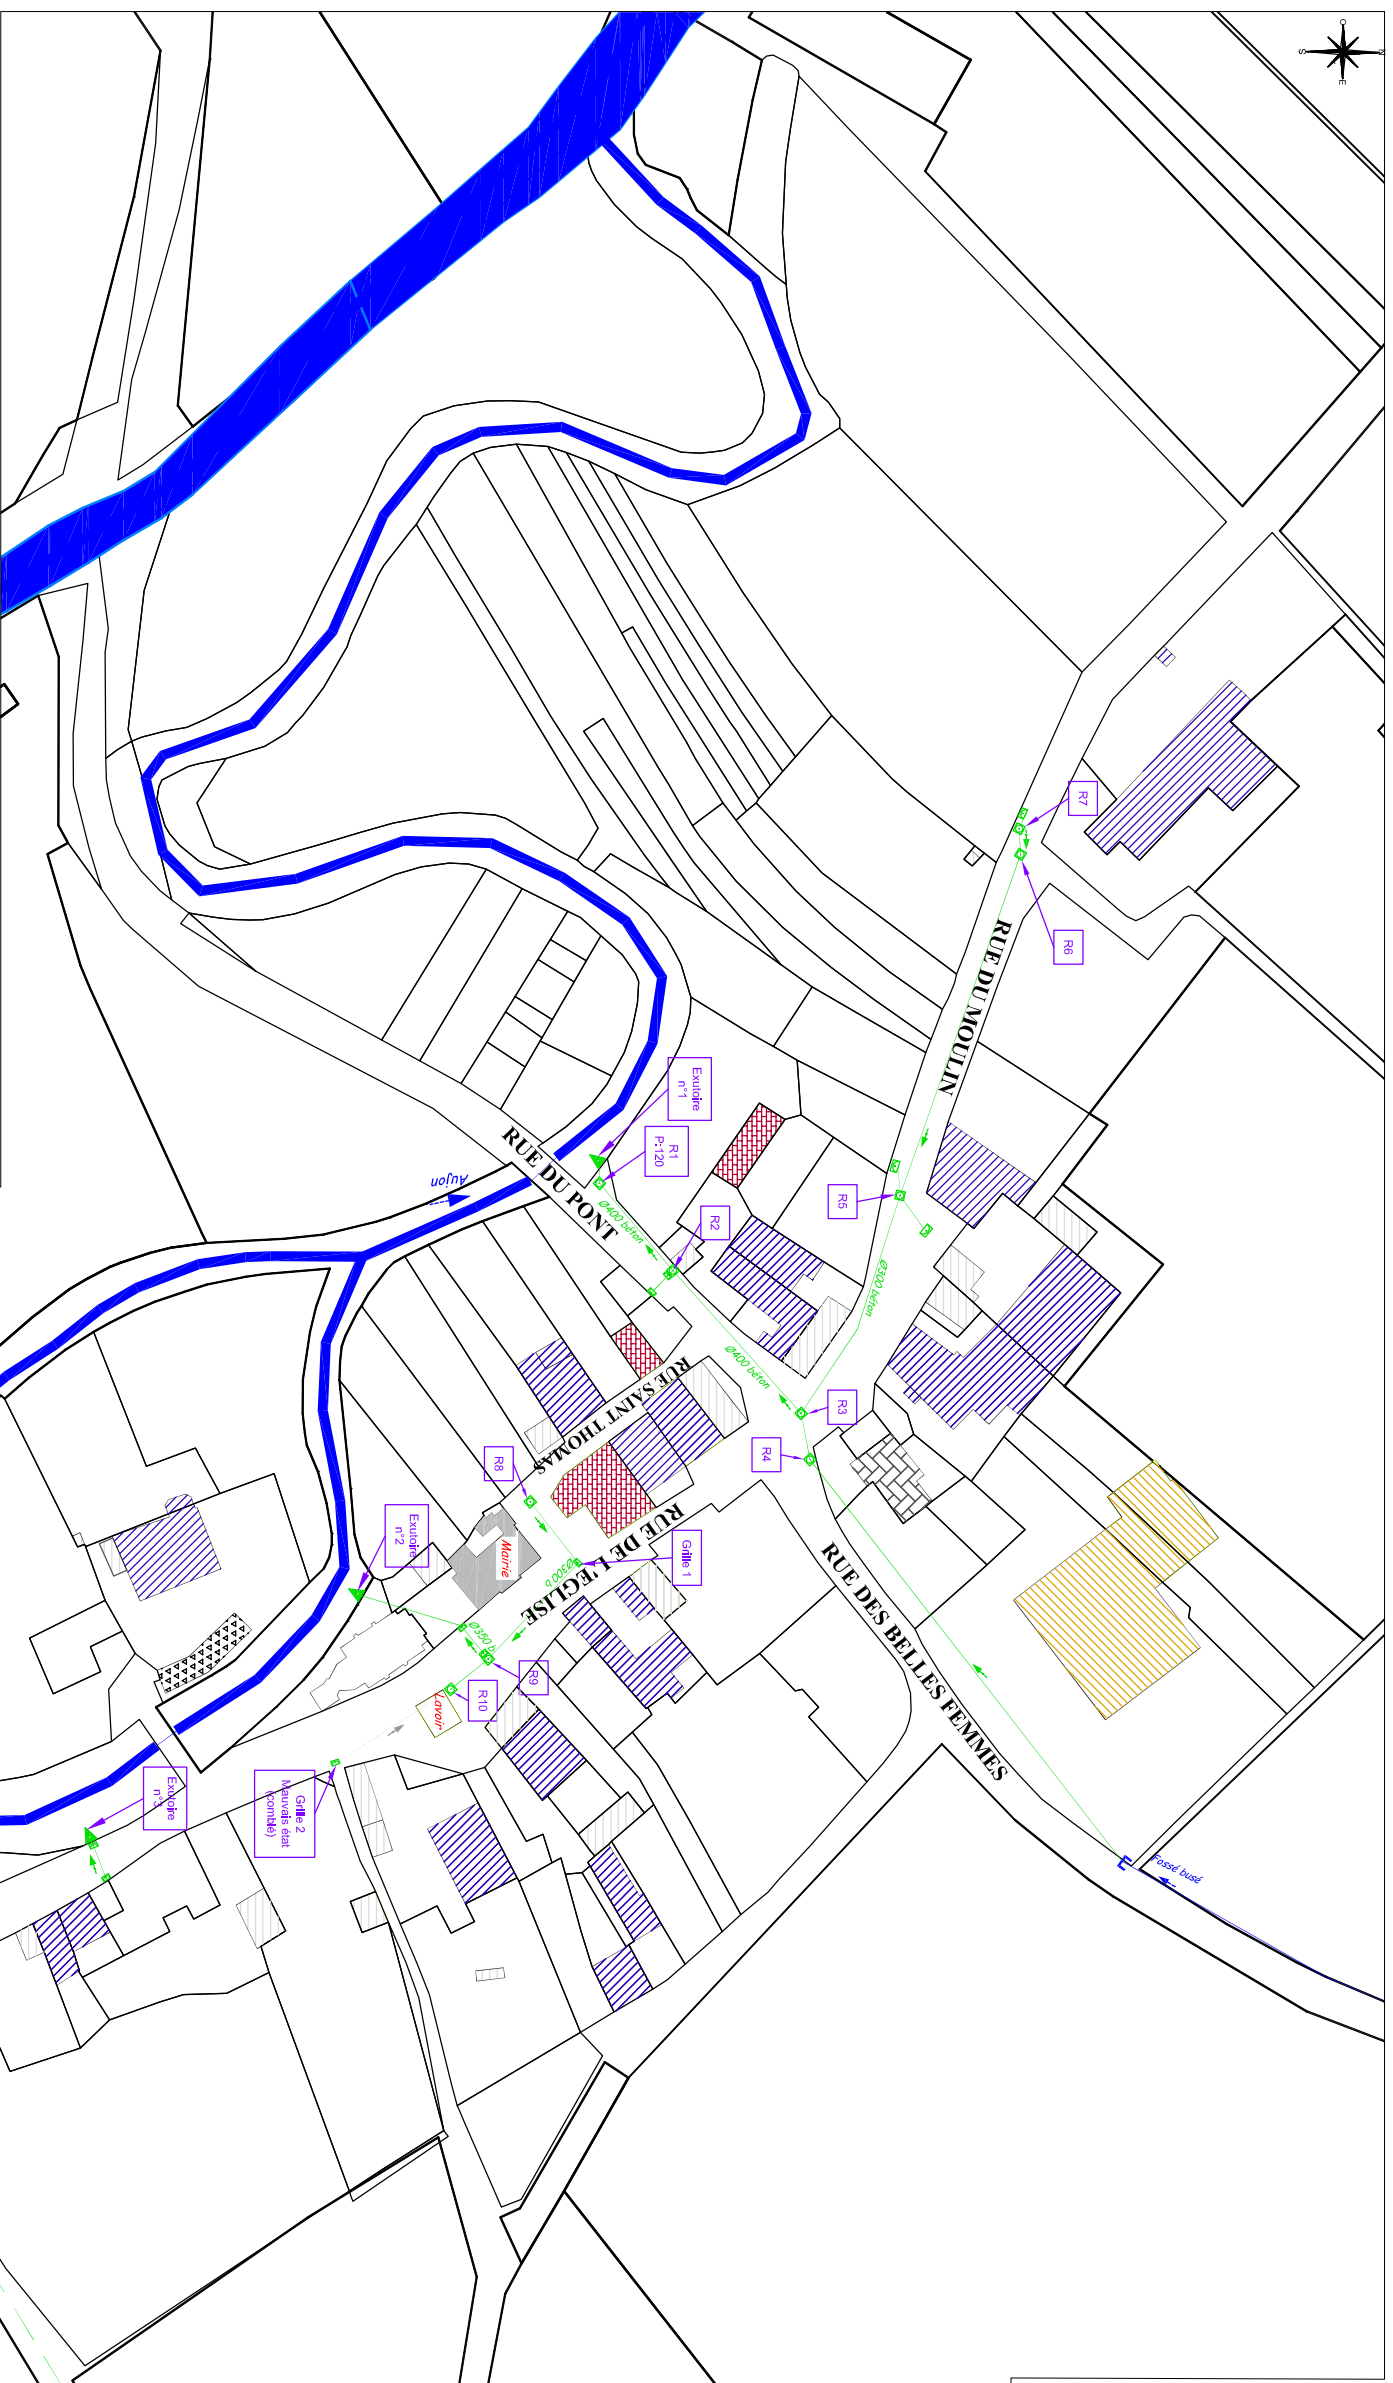 O
N
S
E
R7
R6
RUE DU MOULIN
Exutoire
n°1
R1
P:120
RUE DU PONT
Aujon
Ø400 béton
R2
R5
Ø300 béton
Ø400 béton
R3
R4
RUE SAINT THOMAS
R8
Exutoire
n°2
Mairie
Ø300 b
RUE DE L'EGLISE
Grille 1
RUE DES BELLES FEMMES
Ø350 b
R9
R10
Lavoir
Grille 2
Mauvais état
(comblé)
Exutoire
n°3
Fossé busé